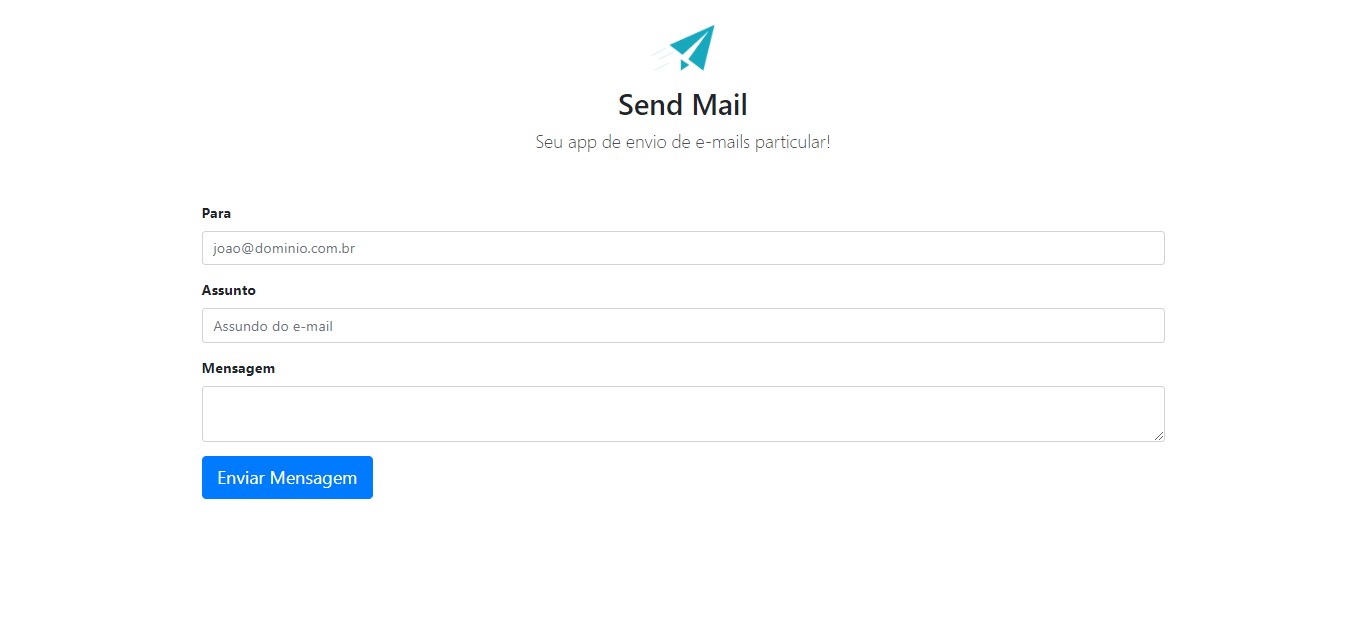 Send Mail
Seu app de envio de e-mails particular!
Para
joao@dominio.com.br
Assunto
Assundo do e-mail
Mensagem
Enviar Mensagem